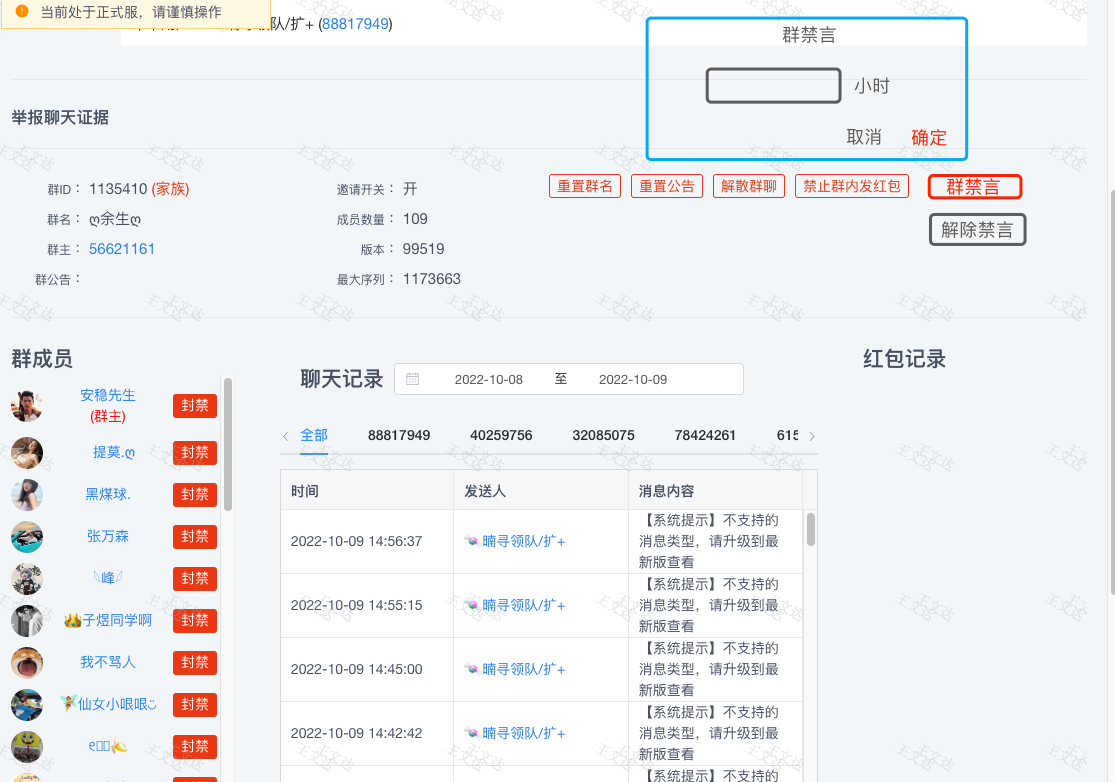 当前处于正式服，请谨慎操作
队/扩+ (88817949)
群禁言
小时
取消 确定
举报聊天证据
群ID： 1135410 (家族)
邀请开关： 开
重置群名 重置公告 解散群聊 禁止群内发红包 群禁言
群名： ღ余生ღ
成员数量： 109
解除禁言
群主： 56621161
版本： 99519
群公告：
最大序列： 1173663
群成员
聊天记录 2022-10-08 至 2022-10-09
红包记录
安稳先生 封禁
(群主)
提莫.ღ 封禁
黑煤球. 封禁
张万森 封禁
峰 封禁
👑子煜同学啊 封禁
我不骂人 封禁
🧚仙女小哏哏 封禁
封禁
全部 88817949 40259756 32085075 78424261 615
时间 发送人 消息内容
2022-10-09 14:56:37 🍬喃寻领队/扩+ 【系统提示】不支持的
消息类型，请升级到最
新版查看
2022-10-09 14:55:15 🍬喃寻领队/扩+ 【系统提示】不支持的
消息类型，请升级到最
新版查看
2022-10-09 14:45:00 🍬喃寻领队/扩+ 【系统提示】不支持的
消息类型，请升级到最
新版查看
2022-10-09 14:42:42 🍬喃寻领队/扩+ 【系统提示】不支持的
消息类型，请升级到最
新版查看
【系统提示】不支持的